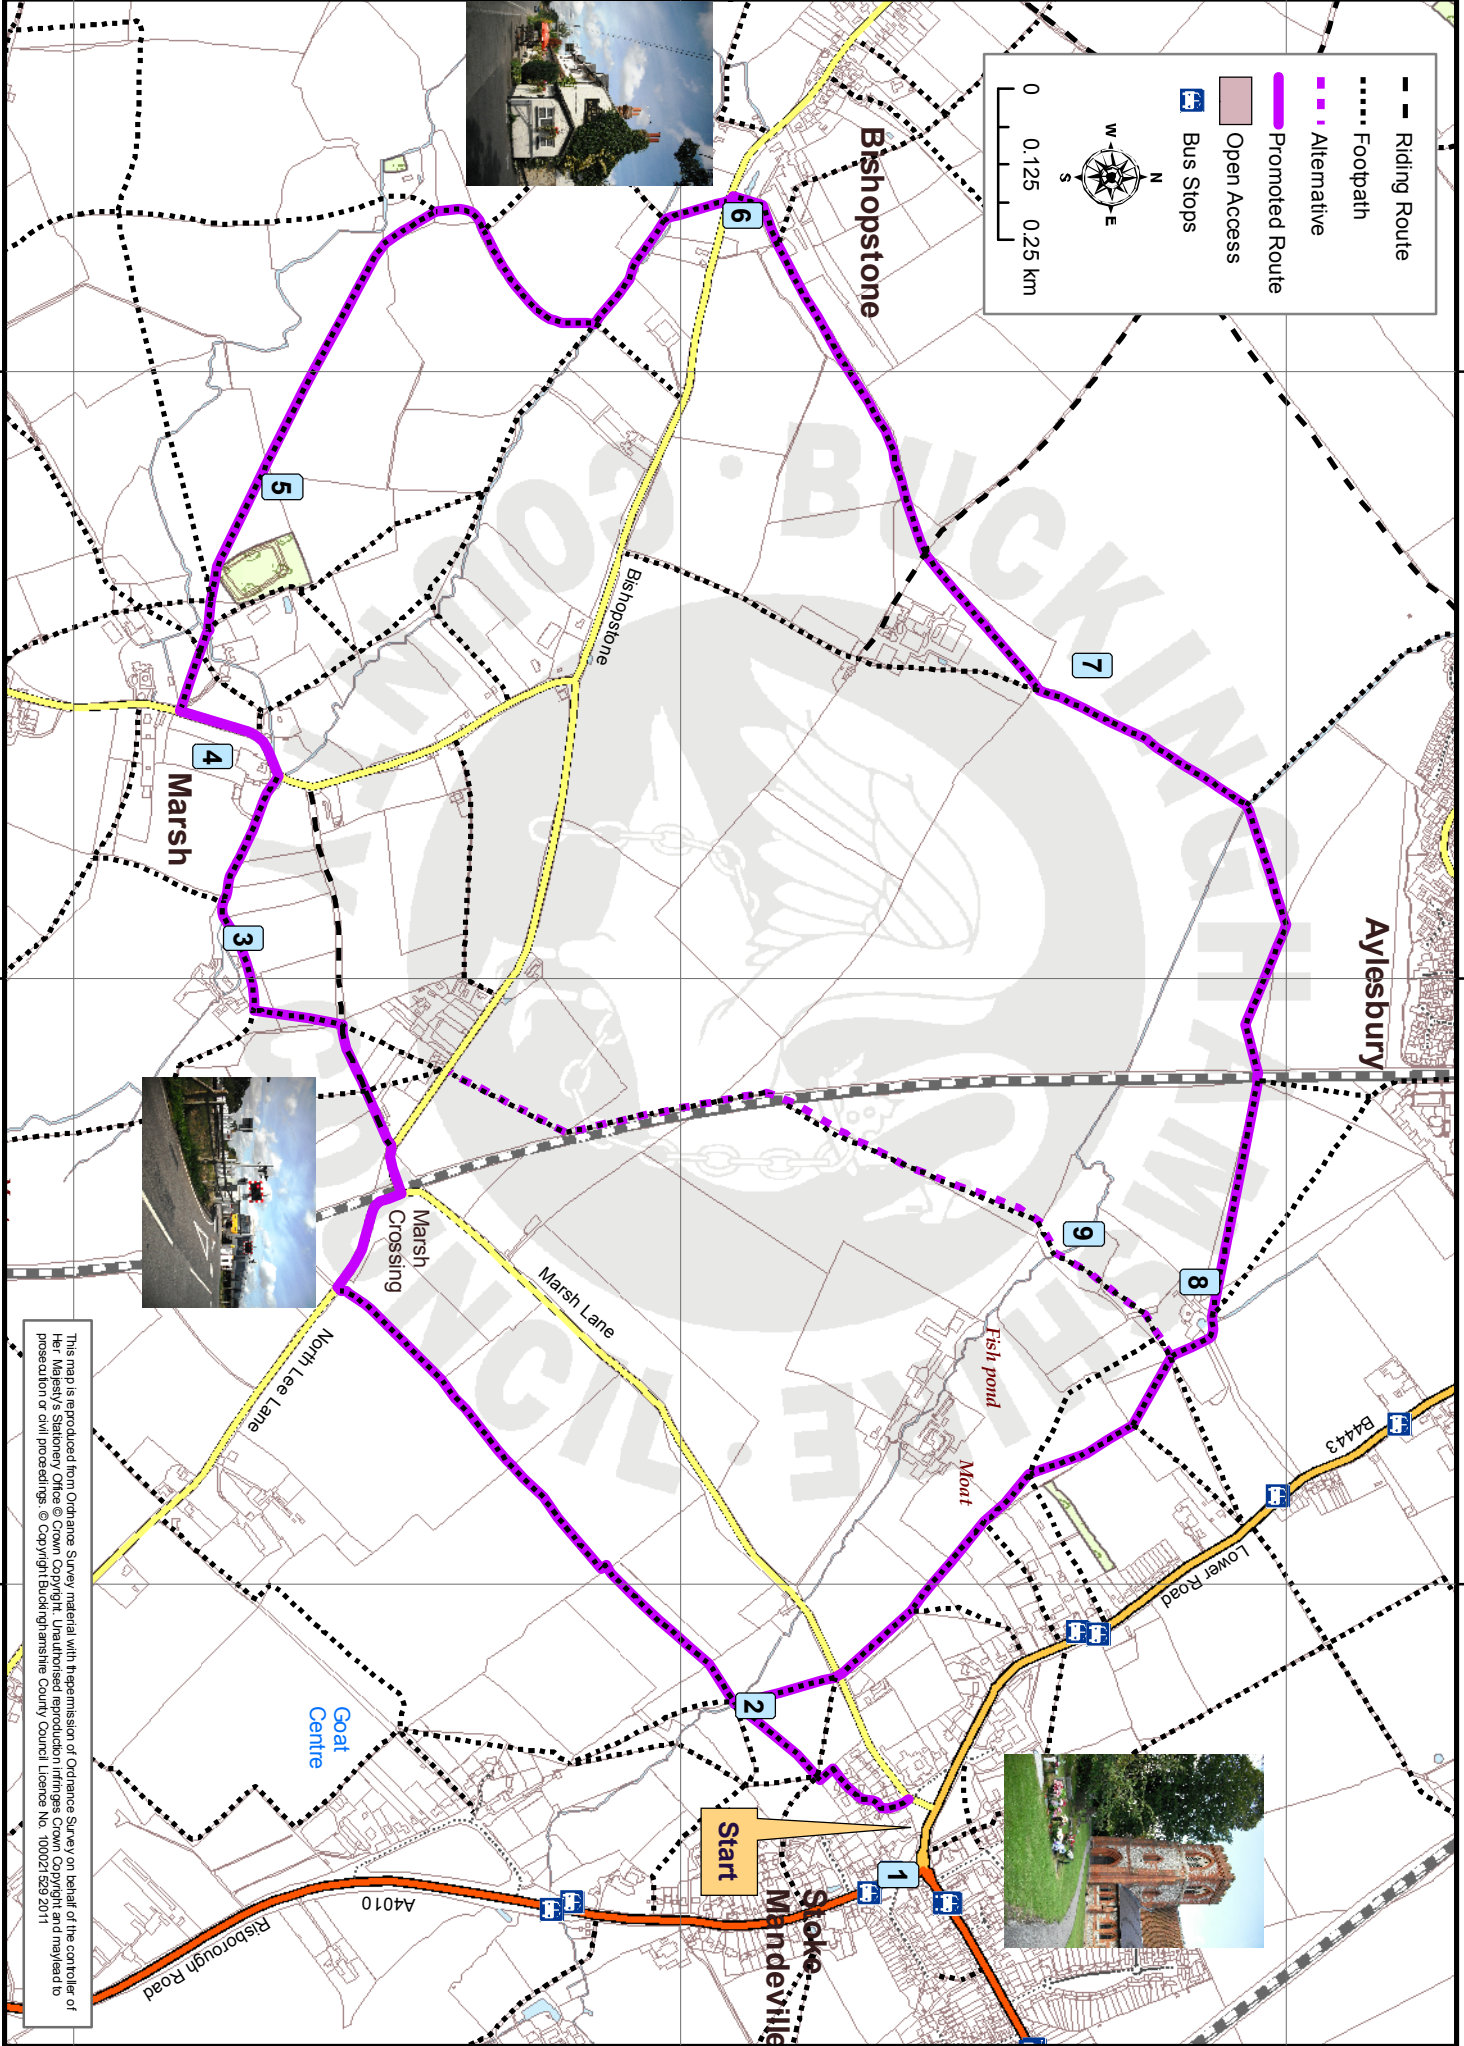 Riding Route
Footpath
Alternative
Promoted Route
Open Access
Bus Stops
N
W
E
S
0
0.125
0.25 km
Aylesbury
Bishopstone
Bishopstone
Marsh
Marsh
Crossing
Marsh Lane
North Lee Lane
Fish pond
Moat
B4443
Lower Road
Stoke
Mandeville
Start
Goat
Centre
A4010
Risborough Road
1
2
3
4
5
6
7
8
9
BUCKINGHAMSHIRE
COUNTY COUNCIL
This map is reproduced from Ordnance Survey material with the permission of Ordnance Survey on behalf of the controller of
Her Majesty's Stationery Office © Crown Copyright. Unauthorised reproduction infringes Crown Copyright and may lead to
prosecution or civil proceedings. © Copyright Buckinghamshire County Council Licence No. 100021529 2011